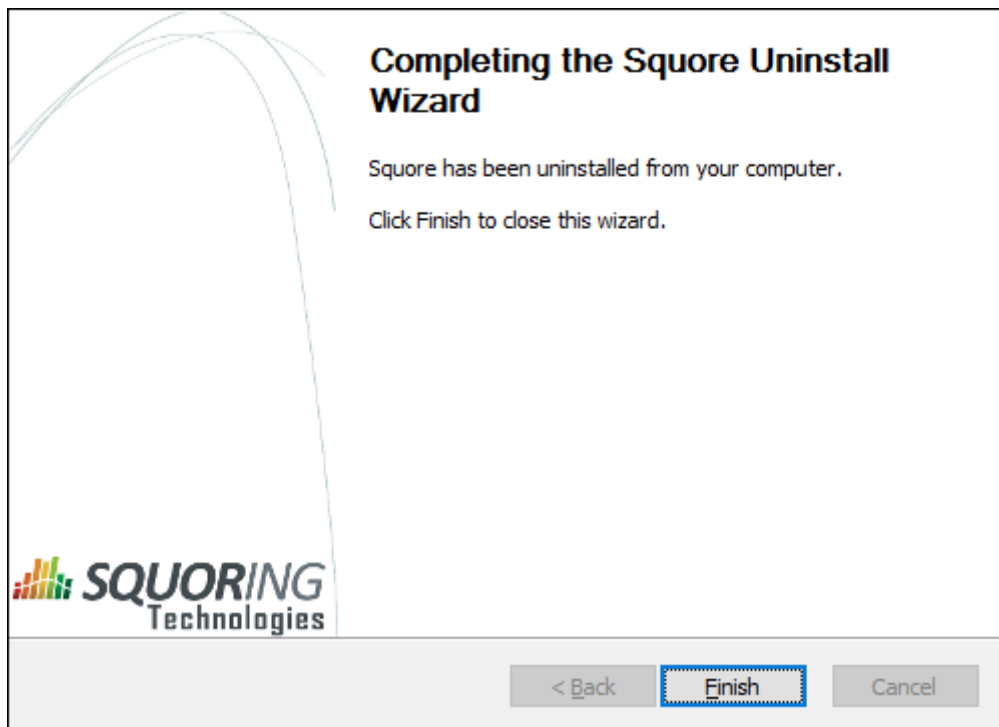 Completing the Squore Uninstall
Wizard
Squore has been uninstalled from your computer.
Click Finish to close this wizard.
SQUORING
Technologies
< Back
Finish
Cancel